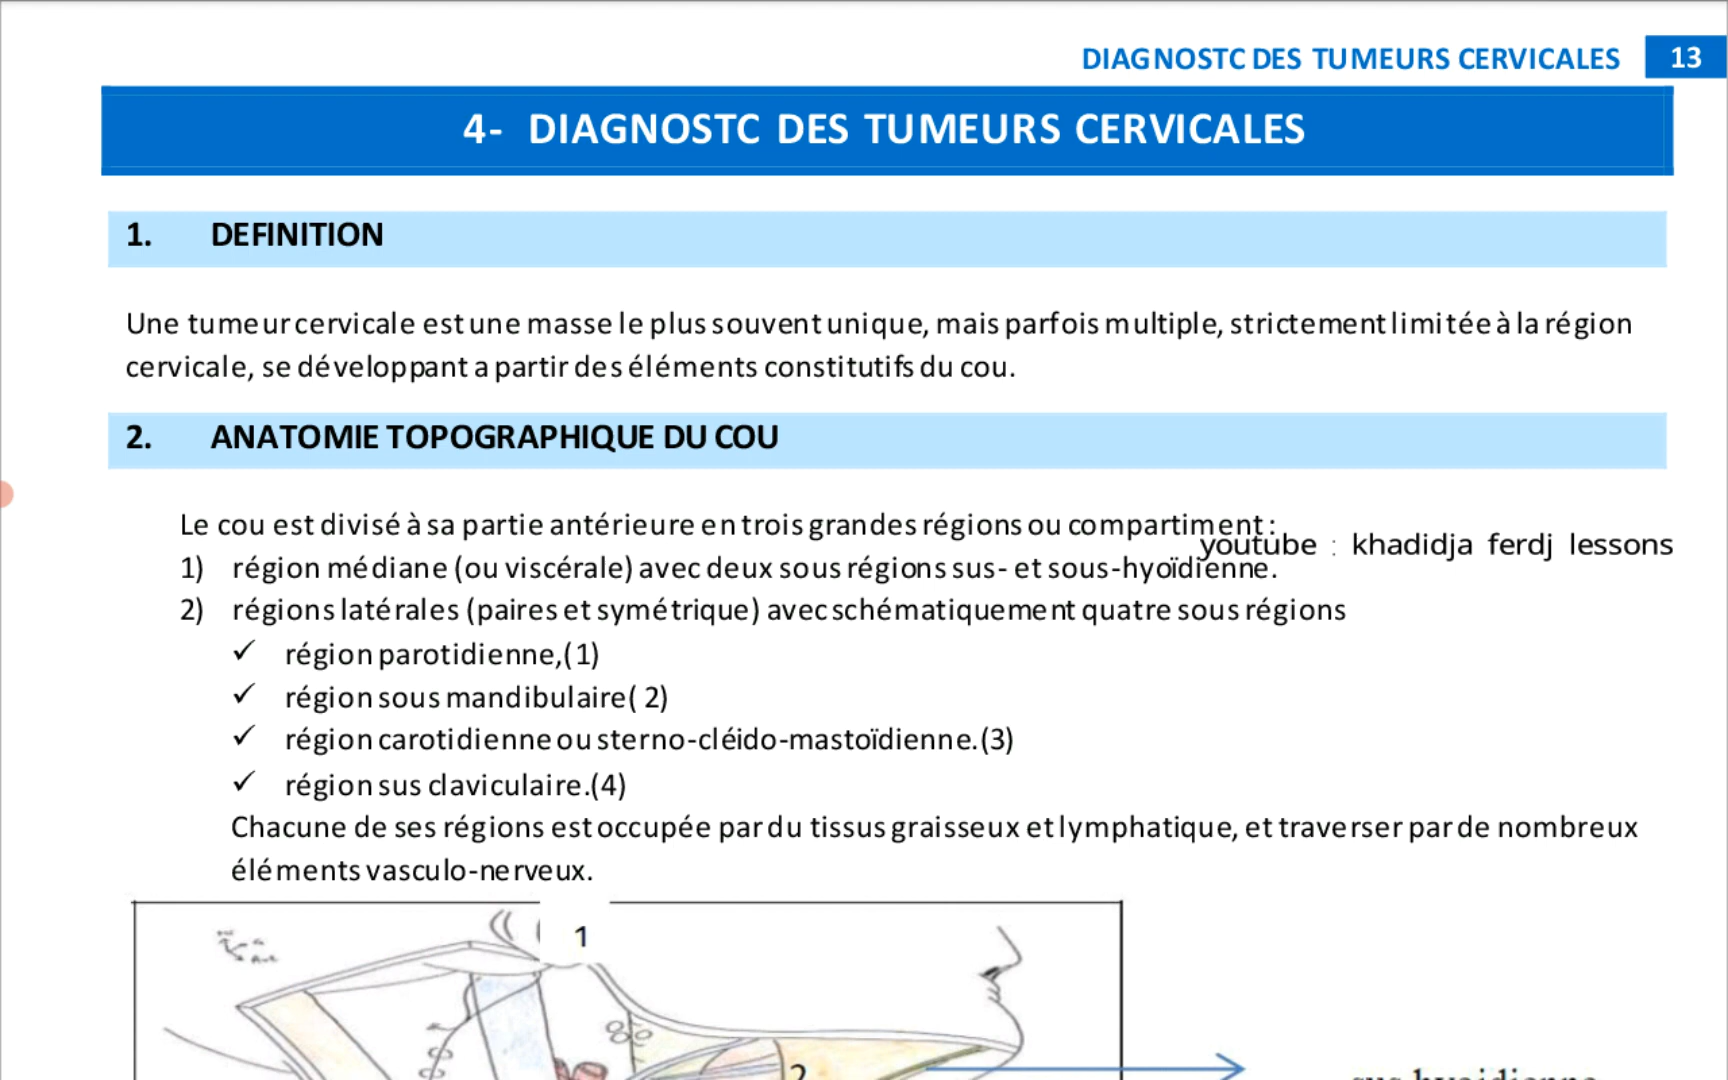 DIAGNOSTC DES TUMEURS CERVICALES 13
4- DIAGNOSTC DES TUMEURS CERVICALES
1. DEFINITION
Une tumeur cervicale est une masse le plus souvent unique, mais parfois multiple, strictement limitée à la région
cervicale, se développant a partir des éléments constitutifs du cou.
2. ANATOMIE TOPOGRAPHIQUE DU COU
Le cou est divisé à sa partie antérieure en trois grandes régions ou compartiment :
youtube : khadidja ferdj lessons
1) région médiane (ou viscérale) avec deux sous régions sus- et sous-hyoïdienne.
2) régions latérales (paires et symétrique) avec schématiquement quatre sous régions
✓ région parotidienne,(1)
✓ région sous mandibulaire( 2)
✓ région carotidienne ou sterno-cléido-mastoïdienne.(3)
✓ région sus claviculaire.(4)
Chacune de ses régions est occupée par du tissus graisseux et lymphatique, et traverser par de nombreux
éléments vasculo-nerveux.
1
2
sus hyoidienne